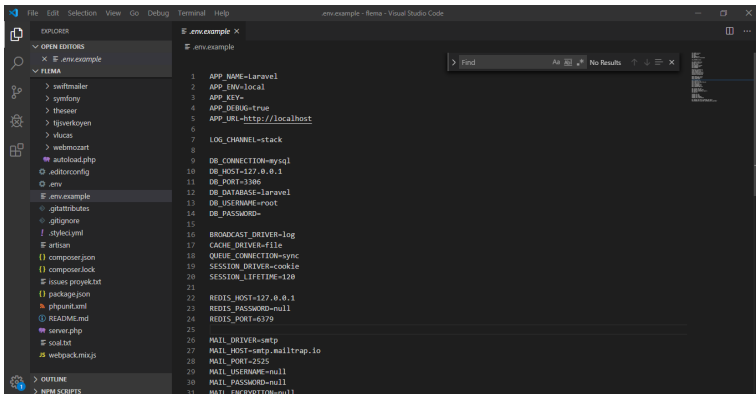 File Edit Selection View Go Debug Terminal Help
.env.example - flema - Visual Studio Code
EXPLORER
OPEN EDITORS
.env.example
FLEMA
swiftmailer
symfony
theseer
tijsverkoyen
vlucas
webmozart
autoload.php
.editorconfig
.env
.env.example
.gitattributes
.gitignore
.styleci.yml
artisan
composer.json
composer.lock
issues proyek.txt
package.json
phpunit.xml
README.md
server.php
soal.txt
webpack.mix.js
OUTLINE
NPM SCRIPTS
.env.example
.env.example
Find
Aa
No Results
1 APP_NAME=Laravel
2 APP_ENV=local
3 APP_KEY=
4 APP_DEBUG=true
5 APP_URL=http://localhost
6
7 LOG_CHANNEL=stack
8
9 DB_CONNECTION=mysql
10 DB_HOST=127.0.0.1
11 DB_PORT=3306
12 DB_DATABASE=laravel
13 DB_USERNAME=root
14 DB_PASSWORD=
15
16 BROADCAST_DRIVER=log
17 CACHE_DRIVER=file
18 QUEUE_CONNECTION=sync
19 SESSION_DRIVER=cookie
20 SESSION_LIFETIME=120
21
22 REDIS_HOST=127.0.0.1
23 REDIS_PASSWORD=null
24 REDIS_PORT=6379
25
26 MAIL_DRIVER=smtp
27 MAIL_HOST=smtp.mailtrap.io
28 MAIL_PORT=2525
29 MAIL_USERNAME=null
30 MAIL_PASSWORD=null
31 MAIL_ENCRYPTION=null